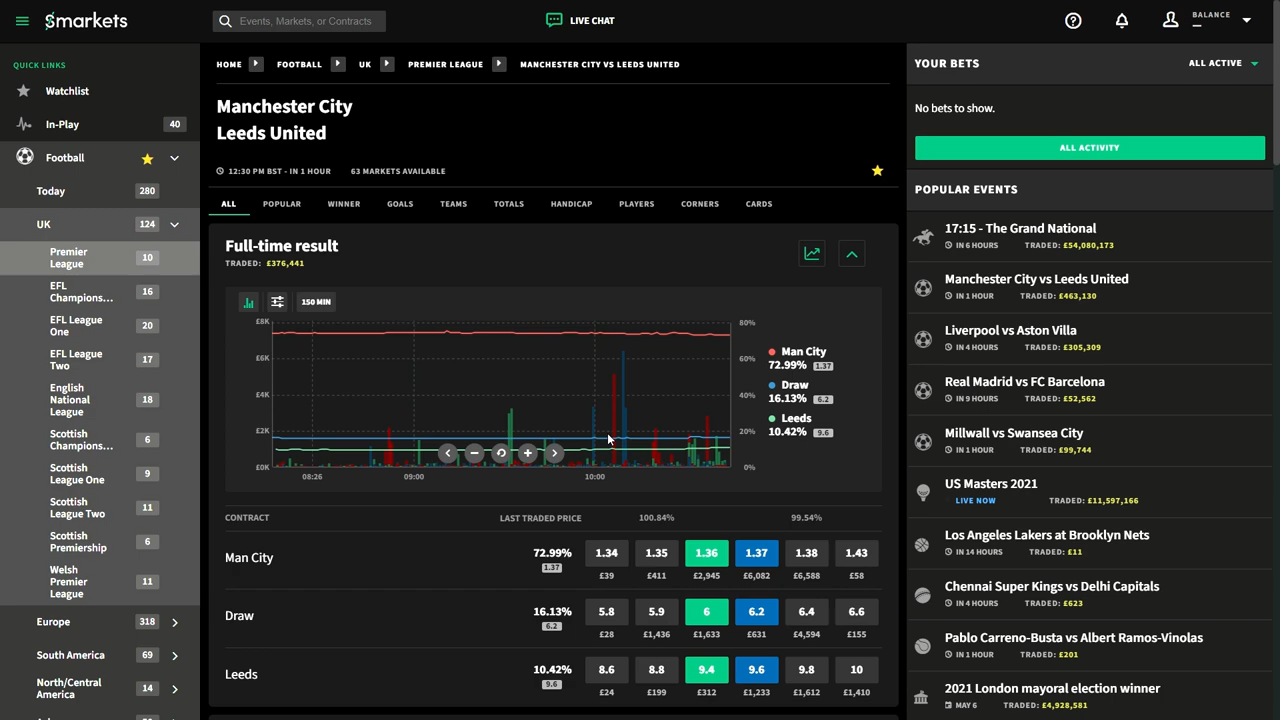 smarkets
Events, Markets, or Contracts
LIVE CHAT
BALANCE
—
QUICK LINKS
Watchlist
In-Play 40
Football
Today 280
UK 124
Premier
League
10
EFL
Champions...
16
EFL League
One
20
EFL League
Two
17
English
National
League
18
Scottish
Champions...
6
Scottish
League One
9
Scottish
League Two
11
Scottish
Premiership
6
Welsh
Premier
League
11
Europe 318
South America 69
North/Central
America
14
HOME FOOTBALL UK PREMIER LEAGUE MANCHESTER CITY VS LEEDS UNITED
Manchester City
Leeds United
12:30 PM BST - IN 1 HOUR 63 MARKETS AVAILABLE
ALL POPULAR WINNER GOALS TEAMS TOTALS HANDICAP PLAYERS CORNERS CARDS
Full-time result
TRADED: £376,441
150 MIN
£8K 80%
£6K 60%
£4K 40%
£2K 20%
£0K 0%
08:26 09:00 10:00
Man City
72.99% 1.37
Draw
16.13% 6.2
Leeds
10.42% 9.6
CONTRACT LAST TRADED PRICE 100.84% 99.54%
Man City 72.99% 1.34 1.35 1.36 1.37 1.38 1.43
1.37 £39 £411 £2,945 £6,082 £6,588 £58
Draw 16.13% 5.8 5.9 6 6.2 6.4 6.6
6.2 £28 £1,436 £1,633 £631 £4,594 £155
Leeds 10.42% 8.6 8.8 9.4 9.6 9.8 10
9.6 £24 £199 £312 £1,233 £1,612 £1,410
YOUR BETS ALL ACTIVE
No bets to show.
ALL ACTIVITY
POPULAR EVENTS
17:15 - The Grand National
IN 6 HOURS TRADED: £54,080,173
Manchester City vs Leeds United
IN 1 HOUR TRADED: £463,130
Liverpool vs Aston Villa
IN 4 HOURS TRADED: £305,309
Real Madrid vs FC Barcelona
IN 9 HOURS TRADED: £52,562
Millwall vs Swansea City
IN 1 HOUR TRADED: £99,744
US Masters 2021
LIVE NOW TRADED: £11,597,166
Los Angeles Lakers at Brooklyn Nets
IN 14 HOURS TRADED: £11
Chennai Super Kings vs Delhi Capitals
IN 4 HOURS TRADED: £623
Pablo Carreno-Busta vs Albert Ramos-Vinolas
IN 1 HOUR TRADED: £201
2021 London mayoral election winner
MAY 6 TRADED: £4,928,581